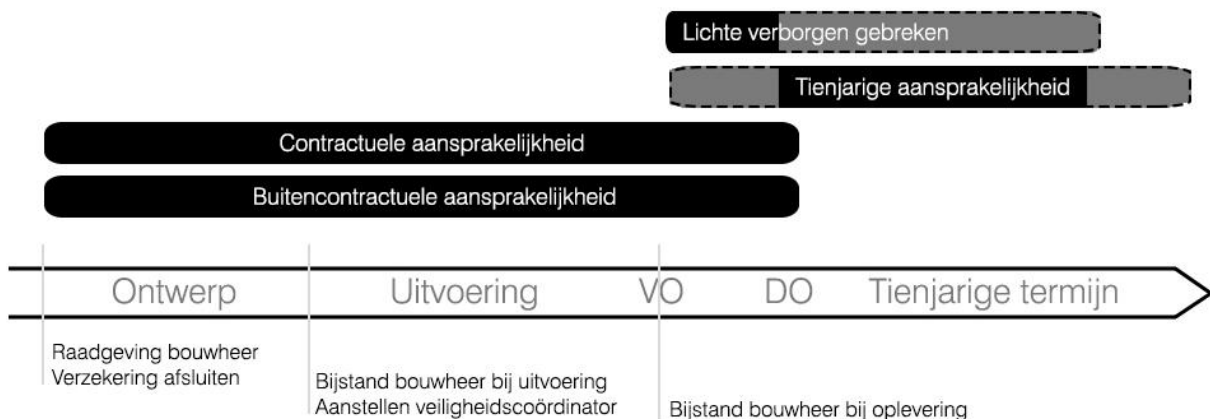 Lichte verborgen gebreken
Tienjarige aansprakelijkheid
Contractuele aansprakelijkheid
Buitencontractuele aansprakelijkheid
Ontwerp
Uitvoering
VO
DO
Tienjarige termijn
Raadgeving bouwheer
Verzekering afsluiten
Bijstand bouwheer bij uitvoering
Aanstellen veiligheidscoördinator
Bijstand bouwheer bij oplevering